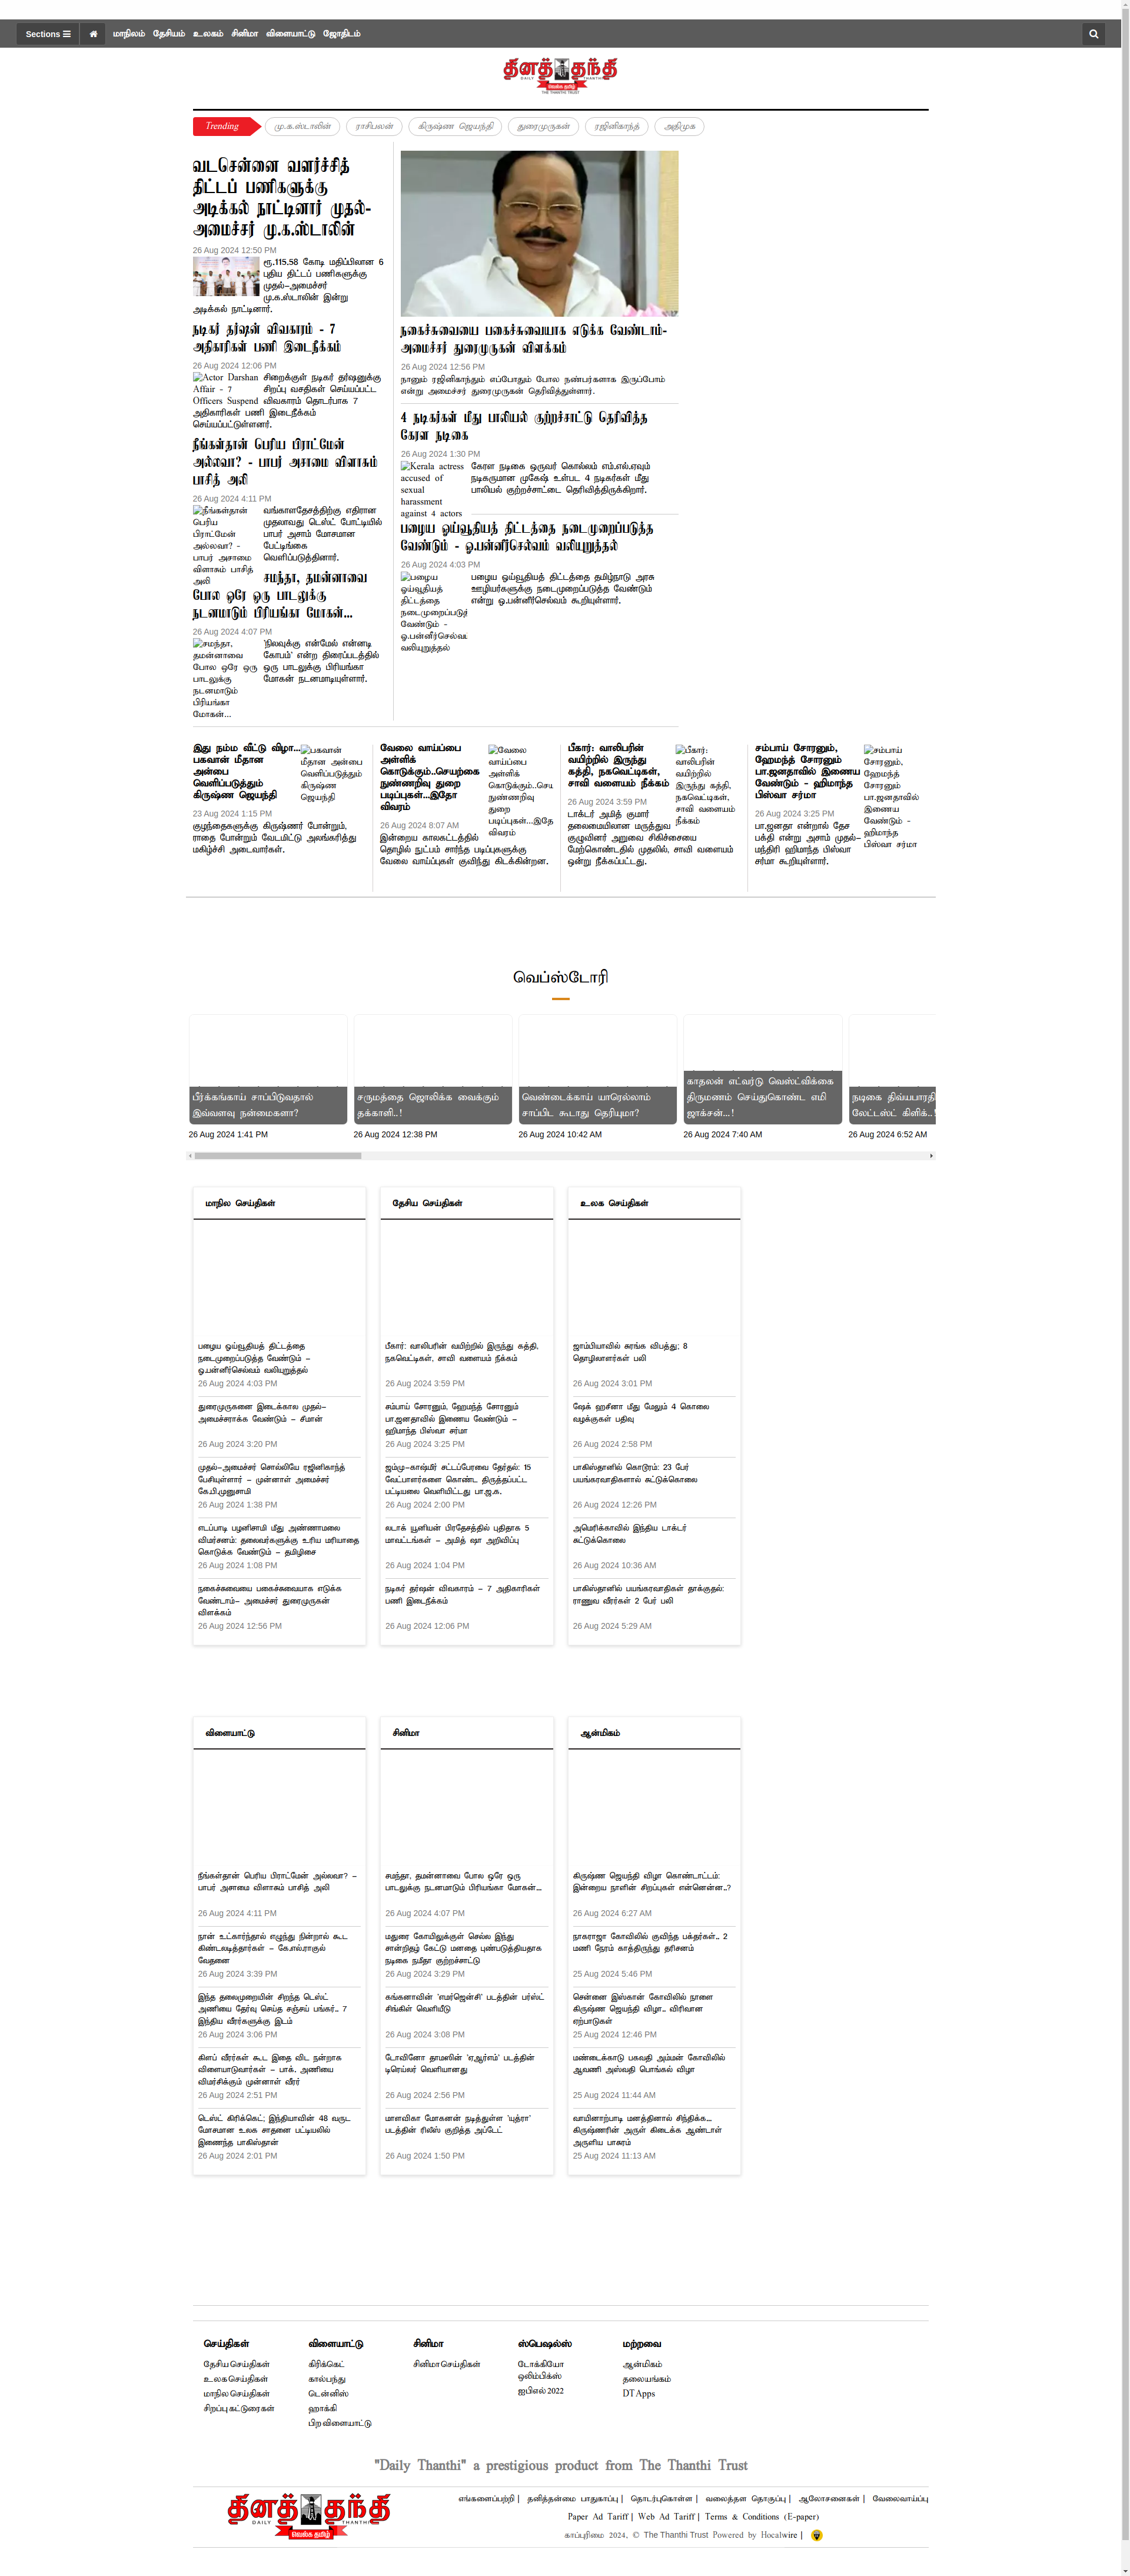 Sections
மாநிலம் தேசியம் உலகம் சினிமா விளையாட்டு ஜோதிடம்
தினத்தந்தி
DAILY THANTHI
வெல்க தமிழ்
THE THANTHI TRUST
Trending
மு.க.ஸ்டாலின் ராசிபலன் கிருஷ்ண ஜெயந்தி துரைமுருகன் ரஜினிகாந்த் அதிமுக
வடசென்னை வளர்ச்சித்
திட்டப் பணிகளுக்கு
அடிக்கல் நாட்டினார் முதல்-
அமைச்சர் மு.க.ஸ்டாலின்
26 Aug 2024 12:50 PM
ரூ.115.58 கோடி மதிப்பிலான 6
புதிய திட்டப் பணிகளுக்கு
முதல்-அமைச்சர்
மு.க.ஸ்டாலின் இன்று
அடிக்கல் நாட்டினார்.
நடிகர் தர்ஷன் விவகாரம் - 7
அதிகாரிகள் பணி இடைநீக்கம்
26 Aug 2024 12:06 PM
Actor Darshan
Affair - 7
Officers Suspend
சிறைக்குள் நடிகர் தர்ஷனுக்கு
சிறப்பு வசதிகள் செய்யப்பட்ட
விவகாரம் தொடர்பாக 7
அதிகாரிகள் பணி இடைநீக்கம்
செய்யப்பட்டுள்ளனர்.
நீங்கள்தான் பெரிய பிராட்மேன்
அல்லவா? - பாபர் அசாமை விளாசும்
பாசித் அலி
26 Aug 2024 4:11 PM
நீங்கள்தான்
பெரிய
பிராட்மேன்
அல்லவா? -
பாபர் அசாமை
விளாசும் பாசித்
அலி
வங்காளதேசத்திற்கு எதிரான
முதலாவது டெஸ்ட் போட்டியில்
பாபர் அசாம் மோசமான
பேட்டிங்கை
வெளிப்படுத்தினார்.
சமந்தா, தமன்னாவை
போல ஒரே ஒரு பாடலுக்கு
நடனமாடும் பிரியங்கா மோகன்...
26 Aug 2024 4:07 PM
சமந்தா,
தமன்னாவை
போல ஒரே ஒரு
பாடலுக்கு
நடனமாடும்
பிரியங்கா
மோகன்...
'நிலவுக்கு என்மேல் என்னடி
கோபம்' என்ற திரைப்படத்தில்
ஒரு பாடலுக்கு பிரியங்கா
மோகன் நடனமாடியுள்ளார்.
நகைச்சுவையை பகைச்சுவையாக எடுக்க வேண்டாம்-
அமைச்சர் துரைமுருகன் விளக்கம்
26 Aug 2024 12:56 PM
நானும் ரஜினிகாந்தும் எப்போதும் போல நண்பர்களாக இருப்போம்
என்று அமைச்சர் துரைமுருகன் தெரிவித்துள்ளார்.
4 நடிகர்கள் மீது பாலியல் குற்றச்சாட்டு தெரிவித்த
கேரள நடிகை
26 Aug 2024 1:30 PM
Kerala actress
accused of
sexual
harassment
against 4 actors
கேரள நடிகை ஒருவர் கொல்லம் எம்.எல்.ஏவும்
நடிகருமான முகேஷ் உள்பட 4 நடிகர்கள் மீது
பாலியல் குற்றச்சாட்டை தெரிவித்திருக்கிறார்.
பழைய ஓய்வூதியத் திட்டத்தை நடைமுறைப்படுத்த
வேண்டும் - ஓ.பன்னீர்செல்வம் வலியுறுத்தல்
26 Aug 2024 4:03 PM
பழைய
ஓய்வூதியத்
திட்டத்தை
நடைமுறைப்படுத்
வேண்டும் -
ஓ.பன்னீர்செல்வ
வலியுறுத்தல்
பழைய ஓய்வூதியத் திட்டத்தை தமிழ்நாடு அரசு
ஊழியர்களுக்கு நடைமுறைப்படுத்த வேண்டும்
என்று ஓ.பன்னீர்செல்வம் கூறியுள்ளார்.
இது நம்ம வீட்டு விழா...
பகவான் மீதான
அன்பை
வெளிப்படுத்தும்
கிருஷ்ண ஜெயந்தி
பகவான்
மீதான அன்பை
வெளிப்படுத்தும்
கிருஷ்ண
ஜெயந்தி
23 Aug 2024 1:15 PM
குழந்தைகளுக்கு கிருஷ்ணர் போன்றும்,
ராதை போன்றும் வேடமிட்டு அலங்கரித்து
மகிழ்ச்சி அடைவார்கள்.
வேலை வாய்ப்பை
அள்ளிக்
கொடுக்கும்..செயற்கை
நுண்ணறிவு துறை
படிப்புகள்...இதோ
விவரம்
வேலை
வாய்ப்பை
அள்ளிக்
கொடுக்கும்..செய
நுண்ணறிவு
துறை
படிப்புகள்...இதே
விவரம்
26 Aug 2024 8:07 AM
இன்றைய காலகட்டத்தில்
தொழில் நுட்பம் சார்ந்த படிப்புகளுக்கு
வேலை வாய்ப்புகள் குவிந்து கிடக்கின்றன.
பீகார்: வாலிபரின்
வயிற்றில் இருந்து
கத்தி, நகவெட்டிகள்,
சாவி வளையம் நீக்கம்
பீகார்:
வாலிபரின்
வயிற்றில்
இருந்து கத்தி,
நகவெட்டிகள்,
சாவி வளையம்
நீக்கம்
26 Aug 2024 3:59 PM
டாக்டர் அமித் குமார்
தலைமையிலான மருத்துவ
குழுவினர் அறுவை சிகிச்சையை
மேற்கொண்டதில் முதலில், சாவி வளையம்
ஒன்று நீக்கப்பட்டது.
சம்பாய் சோரனும்,
ஹேமந்த் சோரனும்
பா.ஜனதாவில் இணைய
வேண்டும் - ஹிமாந்த
பிஸ்வா சர்மா
சம்பாய்
சோரனும்,
ஹேமந்த்
சோரனும்
பா.ஜனதாவில்
இணைய
வேண்டும் -
ஹிமாந்த
பிஸ்வா சர்மா
26 Aug 2024 3:25 PM
பா.ஜனதா என்றால் தேச
பக்தி என்று அசாம் முதல்-
மந்திரி ஹிமாந்த பிஸ்வா
சர்மா கூறியுள்ளார்.
வெப்ஸ்டோரி
பீர்க்கங்காய் சாப்பிடுவதால்
இவ்வளவு நன்மைகளா?
26 Aug 2024 1:41 PM
சருமத்தை ஜொலிக்க வைக்கும்
தக்காளி..!
26 Aug 2024 12:38 PM
வெண்டைக்காய் யாரெல்லாம்
சாப்பிட கூடாது தெரியுமா?
26 Aug 2024 10:42 AM
காதலன் எட்வர்டு வெஸ்ட்விக்கை
திருமணம் செய்துகொண்ட எமி
ஜாக்சன்...!
26 Aug 2024 7:40 AM
நடிகை திவ்யபாரதி
லேட்டஸ்ட் கிளிக்..!
26 Aug 2024 6:52 AM
மாநில செய்திகள்
பழைய ஓய்வூதியத் திட்டத்தை
நடைமுறைப்படுத்த வேண்டும் -
ஓ.பன்னீர்செல்வம் வலியுறுத்தல்
26 Aug 2024 4:03 PM
துரைமுருகனை இடைக்கால முதல்-
அமைச்சராக்க வேண்டும் - சீமான்
26 Aug 2024 3:20 PM
முதல்-அமைச்சர் சொல்லியே ரஜினிகாந்த்
பேசியுள்ளார் - முன்னாள் அமைச்சர்
கே.பி.முனுசாமி
26 Aug 2024 1:38 PM
எடப்பாடி பழனிசாமி மீது அண்ணாமலை
விமர்சனம்: தலைவர்களுக்கு உரிய மரியாதை
கொடுக்க வேண்டும் - தமிழிசை
26 Aug 2024 1:08 PM
நகைச்சுவையை பகைச்சுவையாக எடுக்க
வேண்டாம்- அமைச்சர் துரைமுருகன்
விளக்கம்
26 Aug 2024 12:56 PM
தேசிய செய்திகள்
பீகார்: வாலிபரின் வயிற்றில் இருந்து கத்தி,
நகவெட்டிகள், சாவி வளையம் நீக்கம்
26 Aug 2024 3:59 PM
சம்பாய் சோரனும், ஹேமந்த் சோரனும்
பா.ஜனதாவில் இணைய வேண்டும் -
ஹிமாந்த பிஸ்வா சர்மா
26 Aug 2024 3:25 PM
ஜம்மு-காஷ்மீர் சட்டப்பேரவை தேர்தல்: 15
வேட்பாளர்களை கொண்ட திருத்தப்பட்ட
பட்டியலை வெளியிட்டது பா.ஜ.க.
26 Aug 2024 2:00 PM
லடாக் யூனியன் பிரதேசத்தில் புதிதாக 5
மாவட்டங்கள் - அமித் ஷா அறிவிப்பு
26 Aug 2024 1:04 PM
நடிகர் தர்ஷன் விவகாரம் - 7 அதிகாரிகள்
பணி இடைநீக்கம்
26 Aug 2024 12:06 PM
உலக செய்திகள்
ஜாம்பியாவில் சுரங்க விபத்து; 8
தொழிலாளர்கள் பலி
26 Aug 2024 3:01 PM
ஷேக் ஹசீனா மீது மேலும் 4 கொலை
வழக்குகள் பதிவு
26 Aug 2024 2:58 PM
பாகிஸ்தானில் கொடூரம்: 23 பேர்
பயங்கரவாதிகளால் சுட்டுக்கொலை
26 Aug 2024 12:26 PM
அமெரிக்காவில் இந்திய டாக்டர்
சுட்டுக்கொலை
26 Aug 2024 10:36 AM
பாகிஸ்தானில் பயங்கரவாதிகள் தாக்குதல்:
ராணுவ வீரர்கள் 2 பேர் பலி
26 Aug 2024 5:29 AM
விளையாட்டு
நீங்கள்தான் பெரிய பிராட்மேன் அல்லவா? -
பாபர் அசாமை விளாசும் பாசித் அலி
26 Aug 2024 4:11 PM
நான் உட்கார்ந்தால் எழுந்து நின்றால் கூட
கிண்டலடித்தார்கள் - கே.எல்.ராகுல்
வேதனை
26 Aug 2024 3:39 PM
இந்த தலைமுறையின் சிறந்த டெஸ்ட்
அணியை தேர்வு செய்த சஞ்சய் பங்கர்.. 7
இந்திய வீரர்களுக்கு இடம்
26 Aug 2024 3:06 PM
கிளப் வீரர்கள் கூட இதை விட நன்றாக
விளையாடுவார்கள் - பாக். அணியை
விமர்சிக்கும் முன்னாள் வீரர்
26 Aug 2024 2:51 PM
டெஸ்ட் கிரிக்கெட்; இந்தியாவின் 48 வருட
மோசமான உலக சாதனை பட்டியலில்
இணைந்த பாகிஸ்தான்
26 Aug 2024 2:01 PM
சினிமா
சமந்தா, தமன்னாவை போல ஒரே ஒரு
பாடலுக்கு நடனமாடும் பிரியங்கா மோகன்...
26 Aug 2024 4:07 PM
மதுரை கோயிலுக்குள் செல்ல இந்து
சான்றிதழ் கேட்டு மனதை புண்படுத்தியதாக
நடிகை நமீதா குற்றச்சாட்டு
26 Aug 2024 3:29 PM
கங்கனாவின் 'எமர்ஜென்சி' படத்தின் பர்ஸ்ட்
சிங்கிள் வெளியீடு
26 Aug 2024 3:08 PM
டோவினோ தாமஸின் 'ஏஆர்எம்' படத்தின்
டிரெய்லர் வெளியானது
26 Aug 2024 2:56 PM
மாளவிகா மோகனன் நடித்துள்ள 'யுத்ரா'
படத்தின் ரிலீஸ் குறித்த அப்டேட்
26 Aug 2024 1:50 PM
ஆன்மிகம்
கிருஷ்ண ஜெயந்தி விழா கொண்டாட்டம்:
இன்றைய நாளின் சிறப்புகள் என்னென்ன..?
26 Aug 2024 6:27 AM
நாகராஜா கோவிலில் குவிந்த பக்தர்கள்.. 2
மணி நேரம் காத்திருந்து தரிசனம்
25 Aug 2024 5:46 PM
சென்னை இஸ்கான் கோவிலில் நாளை
கிருஷ்ண ஜெயந்தி விழா.. விரிவான
ஏற்பாடுகள்
25 Aug 2024 12:46 PM
மண்டைக்காடு பகவதி அம்மன் கோவிலில்
ஆவணி அஸ்வதி பொங்கல் விழா
25 Aug 2024 11:44 AM
வாயினாற்பாடி மனத்தினால் சிந்திக்க...
கிருஷ்ணரின் அருள் கிடைக்க ஆண்டாள்
அருளிய பாசுரம்
25 Aug 2024 11:13 AM
செய்திகள்
தேசிய செய்திகள்
உலக செய்திகள்
மாநில செய்திகள்
சிறப்பு கட்டுரைகள்
விளையாட்டு
கிரிக்கெட்
கால்பந்து
டென்னிஸ்
ஹாக்கி
பிற விளையாட்டு
சினிமா
சினிமா செய்திகள்
ஸ்பெஷல்ஸ்
டோக்கியோ
ஒலிம்பிக்ஸ்
ஐபிஎல் 2022
மற்றவை
ஆன்மிகம்
தலையங்கம்
DT Apps
"Daily Thanthi" a prestigious product from The Thanthi Trust
தினத்தந்தி
DAILY THANTHI
வெல்க தமிழ்
எங்களைப்பற்றி | தனித்தன்மை பாதுகாப்பு | தொடர்புகொள்ள | வலைத்தள தொகுப்பு | ஆலோசனைகள் | வேலைவாய்ப்பு
Paper Ad Tariff | Web Ad Tariff | Terms & Conditions (E-paper)
காப்புரிமை 2024, © The Thanthi Trust Powered by Hocalwire |